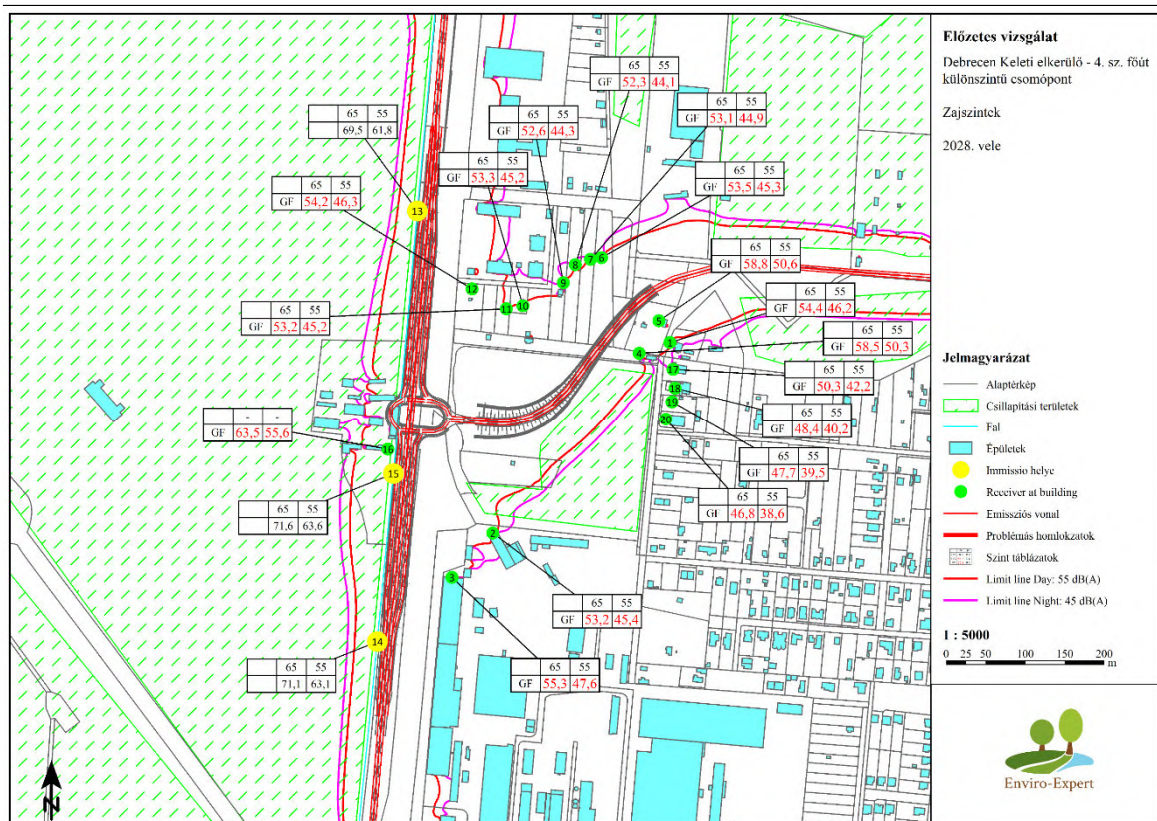 65 55
GF 52,3 44,1
65 55
69,5 61,8
65 55
GF 52,6 44,3
65 55
GF 53,1 44,9
65 55
GF 53,3 45,2
65 55
GF 53,5 45,3
65 55
GF 54,2 46,3
65 55
GF 58,8 50,6
65 55
GF 54,4 46,2
65 55
GF 53,2 45,2
65 55
GF 58,5 50,3
65 55
GF 50,3 42,2
65 55
GF 48,4 40,2
- -
63,5 55,6
65 55
GF 47,7 39,5
65 55
GF 46,8 38,6
65 55
71,6 63,6
65 55
GF 53,2 45,4
65 55
71,1 63,1
65 55
GF 55,3 47,6
13
12
11
10
9
8
7
6
5
1
4
17
18
19
20
16
15
2
3
14
N
Előzetes vizsgálat
Debrecen Keleti elkerülő - 4. sz. főút
különszintű csomópont
Zajszintek
2028. vele
Jelmagyarázat
Alaptérkép
Csillapítási területek
Fal
Épületek
Immissio helye
Receiver at building
Emissziós vonal
Problémás homlokzatok
Szint táblázatok
Limit line Day: 55 dB(A)
Limit line Night: 45 dB(A)
1 : 5000
0 25 50 100 150 200
m
Enviro-Expert